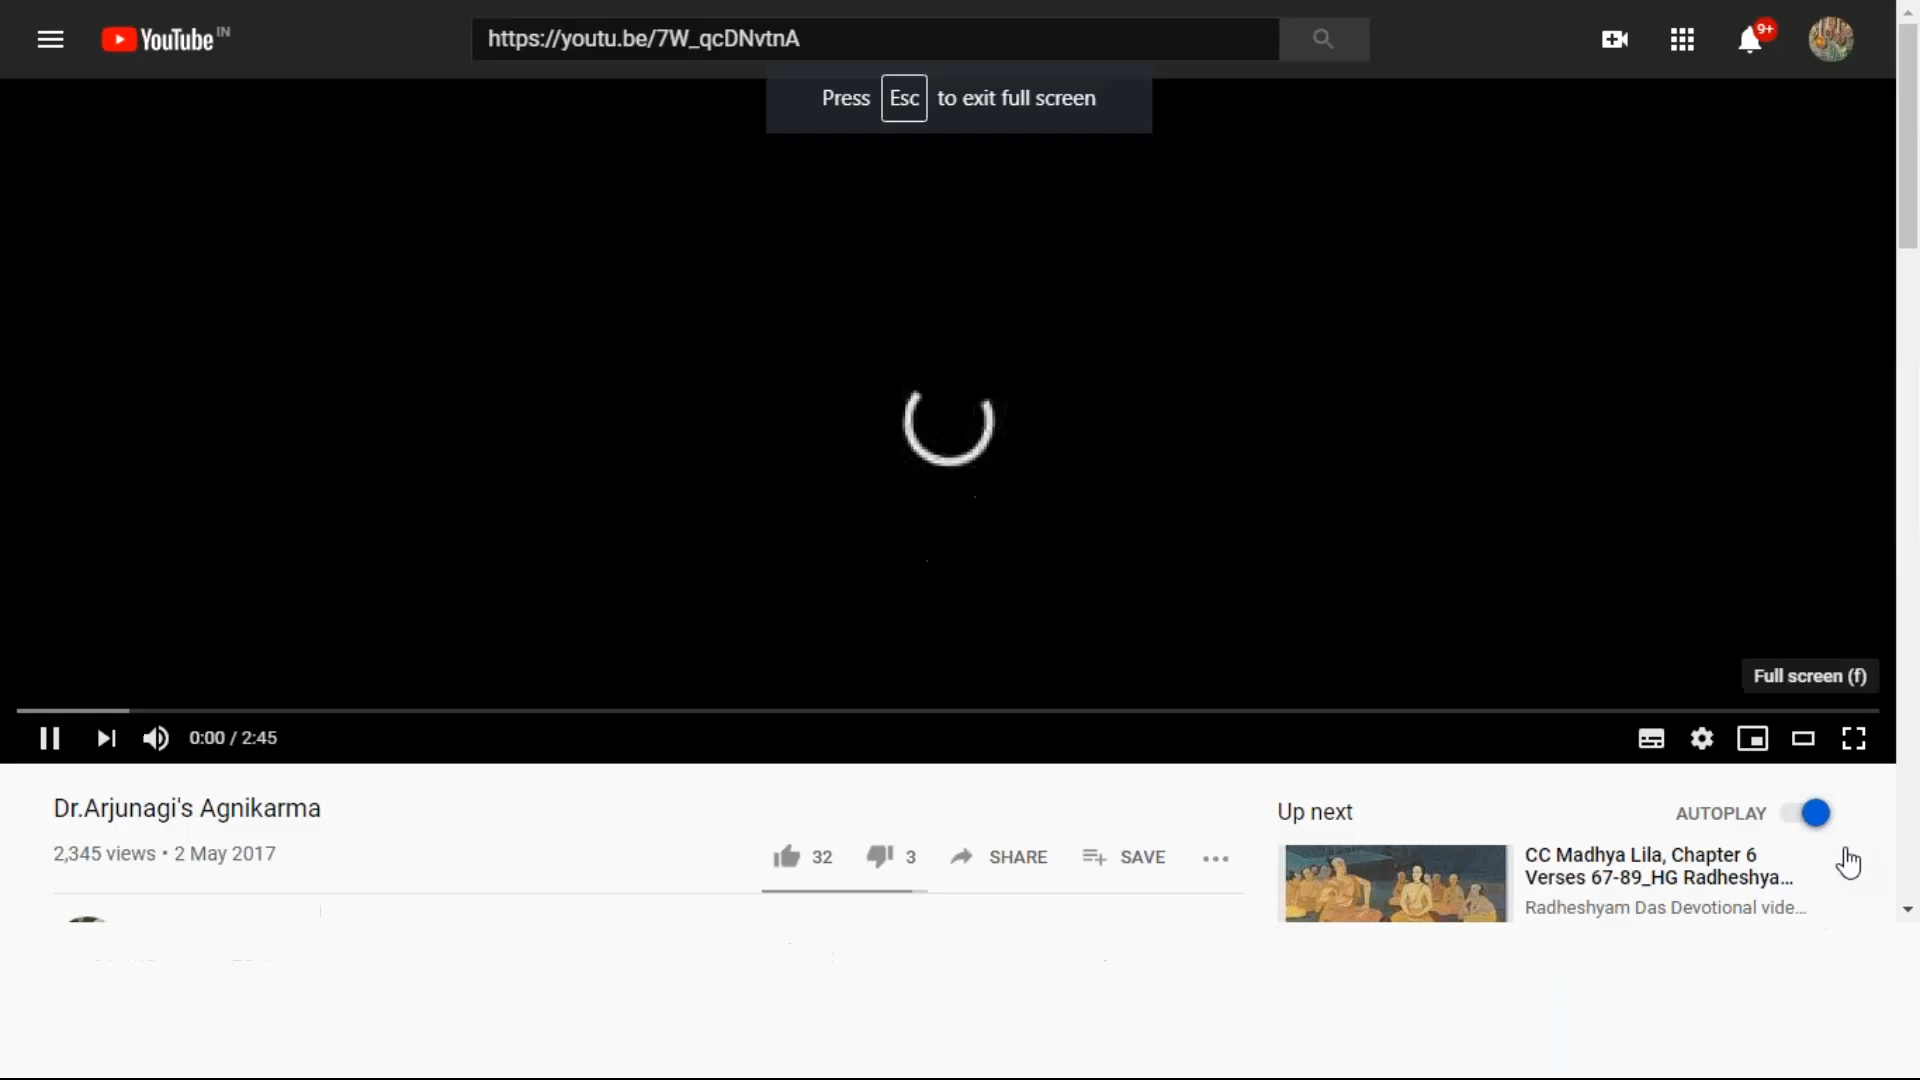 YouTube IN
https://youtu.be/7W_qcDNvtnA
9+
Press Esc to exit full screen
Full screen (f)
0:00 / 2:45
Dr.Arjunagi's Agnikarma
2,345 views • 2 May 2017
32
3
SHARE
SAVE
Up next
AUTOPLAY
CC Madhya Lila, Chapter 6
Verses 67-89_HG Radheshya...
Radheshyam Das Devotional vide...